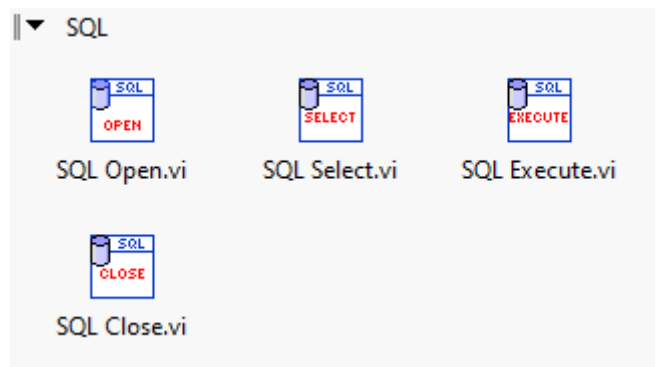 SQL
SQL SQL SQL
OPEN SELECT EXECUTE
SQL Open.vi SQL Select.vi SQL Execute.vi
SQL
CLOSE
SQL Close.vi